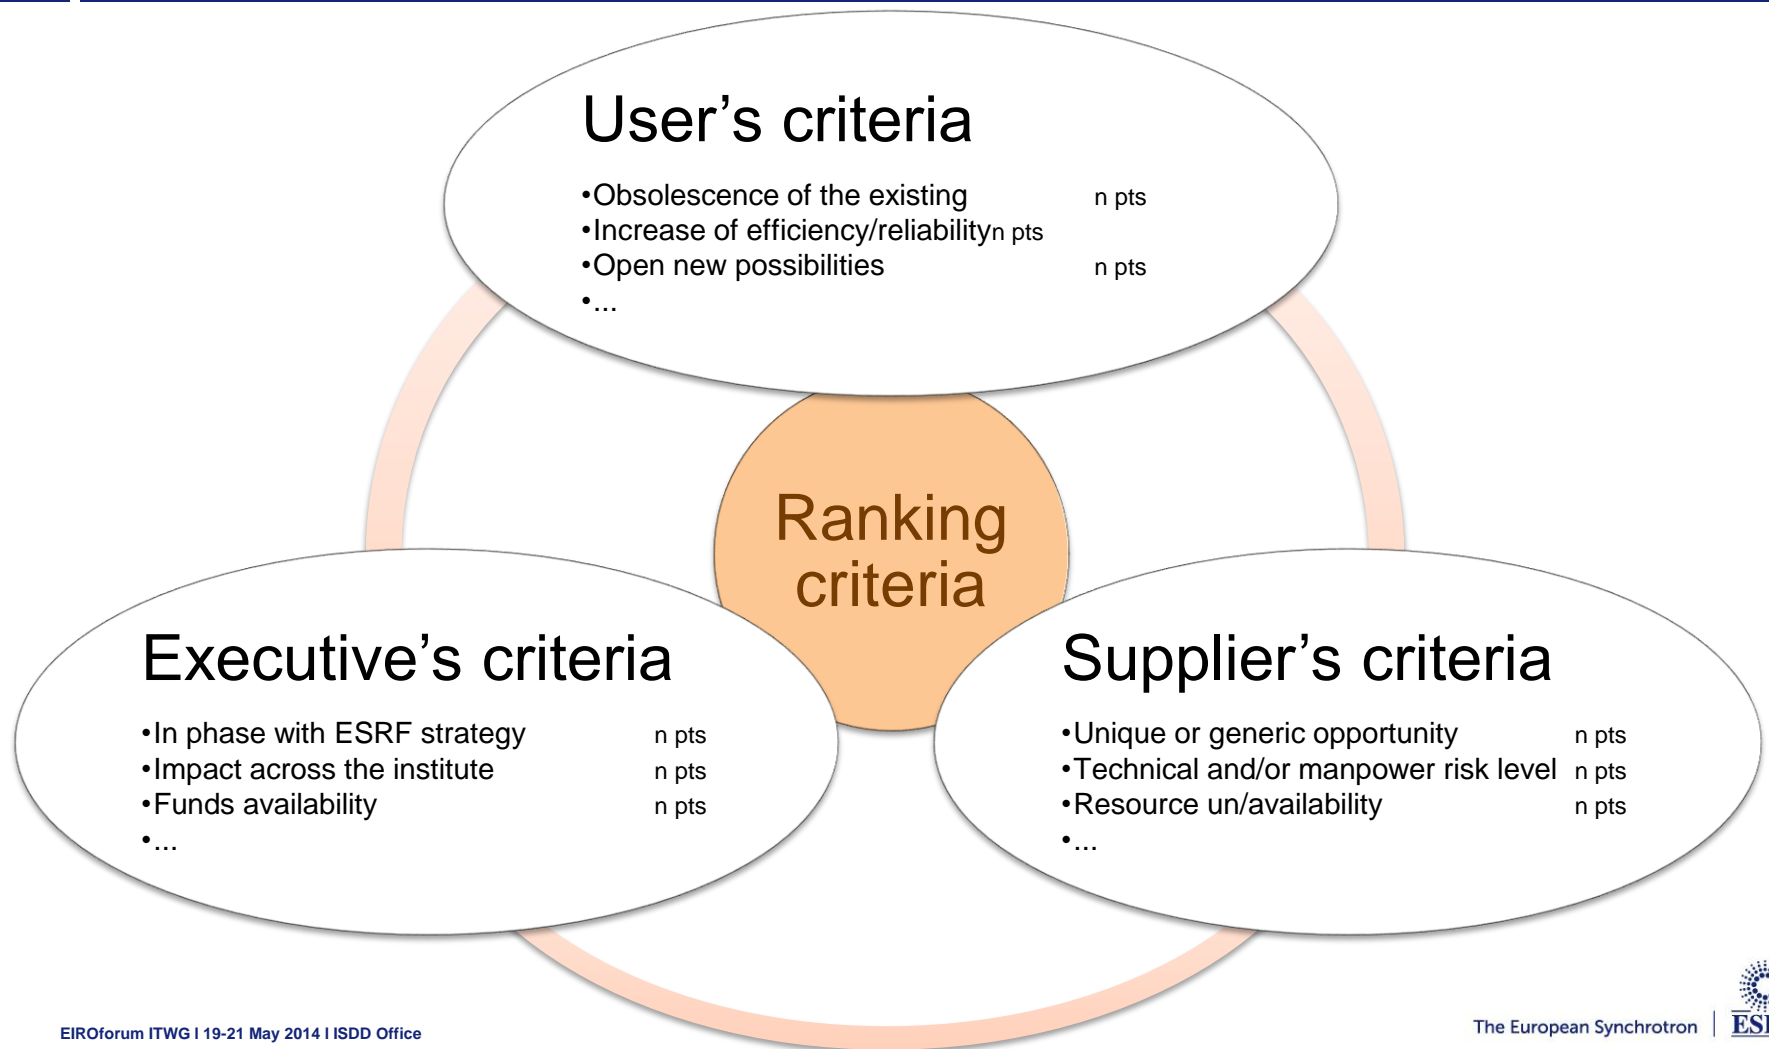 User’s criteria
•Obsolescence of the existing n pts
•Increase of efficiency/reliability n pts
•Open new possibilities n pts
•...
Ranking
criteria
Executive’s criteria
•In phase with ESRF strategy n pts
•Impact across the institute n pts
•Funds availability n pts
•...
Supplier’s criteria
•Unique or generic opportunity n pts
•Technical and/or manpower risk level n pts
•Resource un/availability n pts
•...
EIROforum ITWG l 19-21 May 2014 l ISDD Office
The European Synchrotron